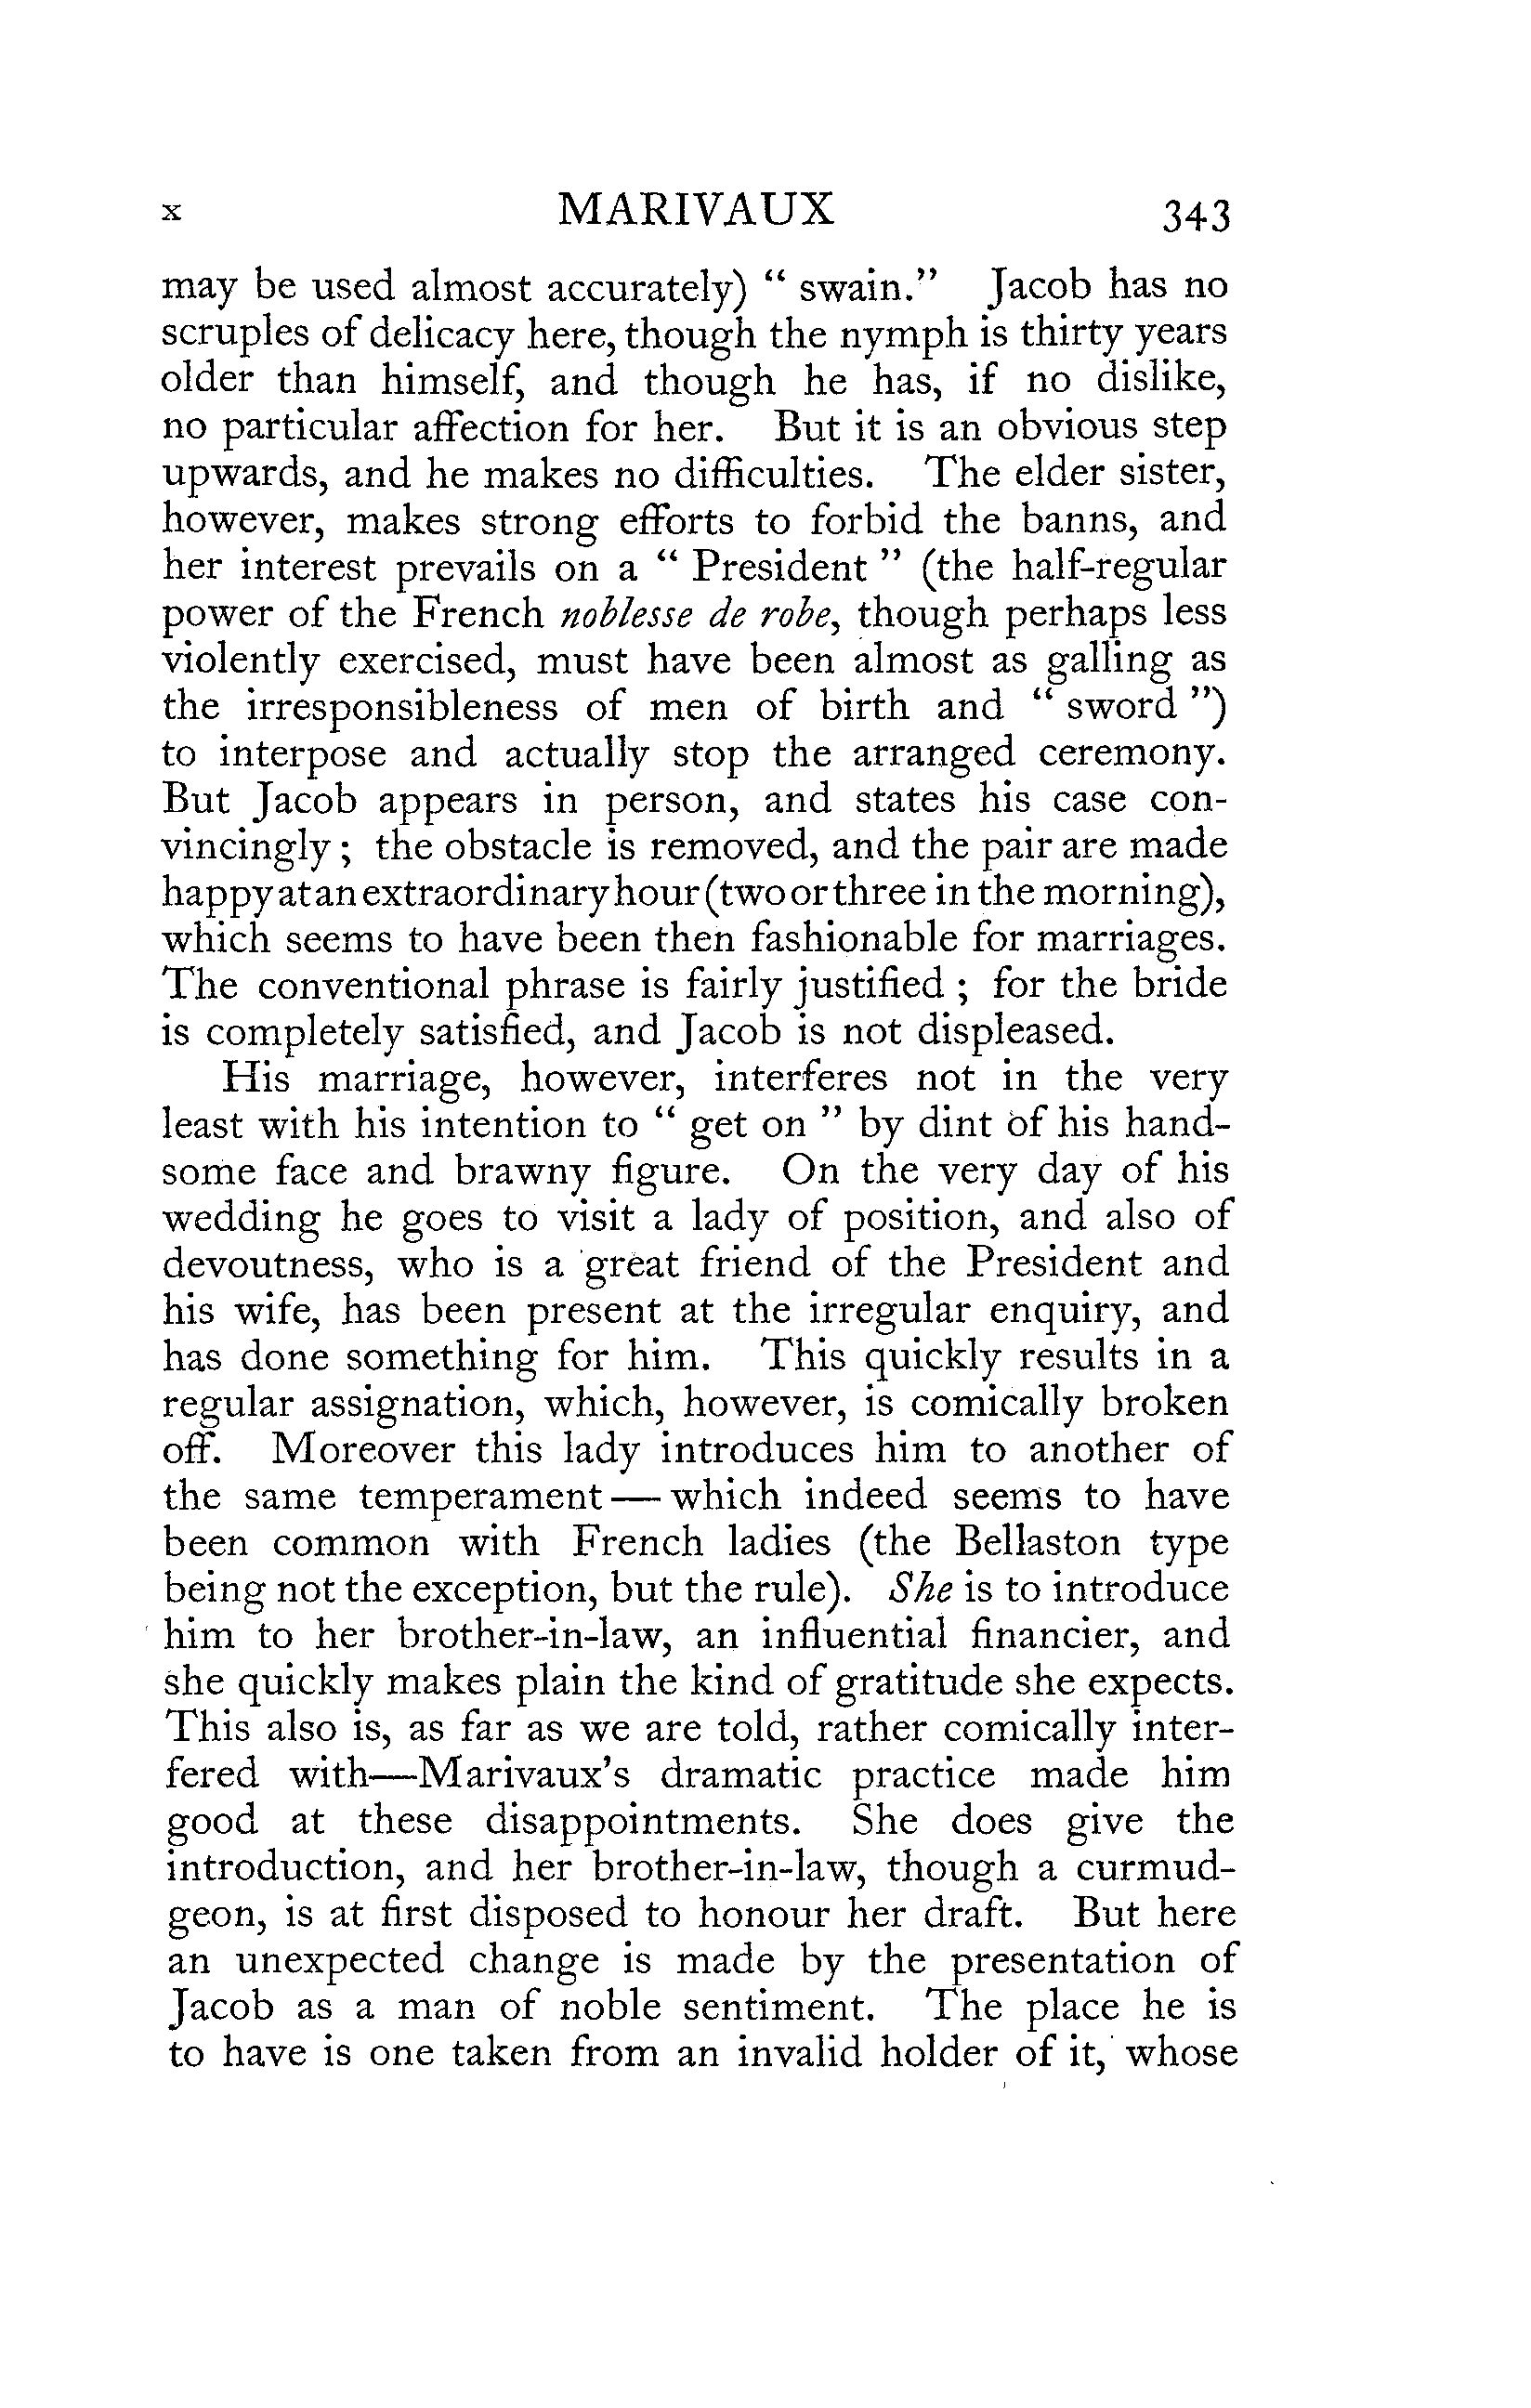 x MARIVAUX 343
may be used almost accurately) “ swain.” Jacob has no
scruples of delicacy here, though the nymph is thirty years
older than himself, and though he has, if no dislike,
no particular affection for her. But it is an obvious step
upwards, and he makes no difficulties. The elder sister,
however, makes strong efforts to forbid the banns, and
her interest prevails on a “ President ” (the half-regular
power of the French noblesse de robe, though perhaps less
violently exercised, must have been almost as galling as
the irresponsibleness of men of birth and “ sword ”)
to interpose and actually stop the arranged ceremony.
But Jacob appears in person, and states his case con-
vincingly ; the obstacle is removed, and the pair are made
happy at an extraordinary hour (two or three in the morning),
which seems to have been then fashionable for marriages.
The conventional phrase is fairly justified ; for the bride
is completely satisfied, and Jacob is not displeased.
His marriage, however, interferes not in the very
least with his intention to “ get on ” by dint of his hand-
some face and brawny figure. On the very day of his
wedding he goes to visit a lady of position, and also of
devoutness, who is a great friend of the President and
his wife, has been present at the irregular enquiry, and
has done something for him. This quickly results in a
regular assignation, which, however, is comically broken
off. Moreover this lady introduces him to another of
the same temperament — which indeed seems to have
been common with French ladies (the Bellaston type
being not the exception, but the rule). She is to introduce
him to her brother-in-law, an influential financier, and
she quickly makes plain the kind of gratitude she expects.
This also is, as far as we are told, rather comically inter-
fered with—Marivaux’s dramatic practice made him
good at these disappointments. She does give the
introduction, and her brother-in-law, though a curmud-
geon, is at first disposed to honour her draft. But here
an unexpected change is made by the presentation of
Jacob as a man of noble sentiment. The place he is
to have is one taken from an invalid holder of it, whose